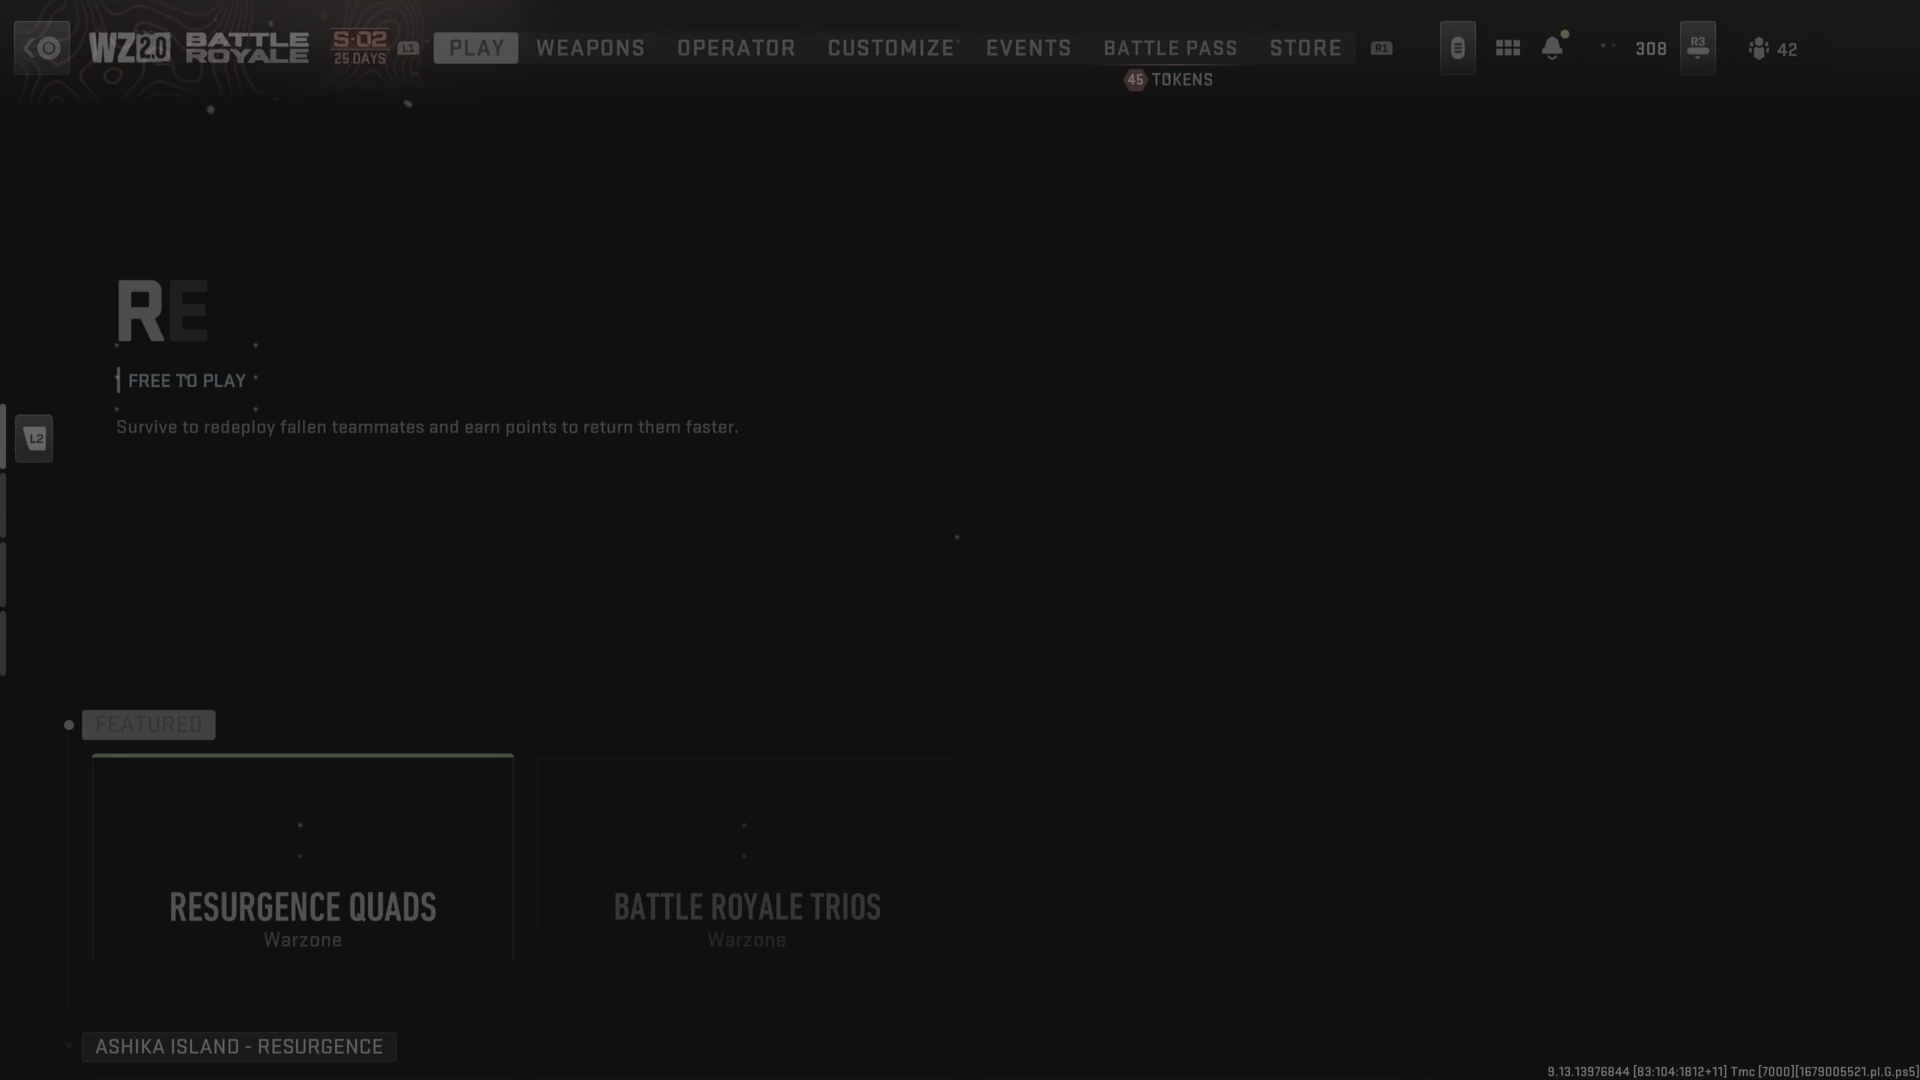 WZ2.0 BATTLE ROYALE
S-02
25 DAYS
L1
PLAY
WEAPONS
OPERATOR
CUSTOMIZE
EVENTS
BATTLE PASS
STORE
R1
308
R3
42
45 TOKENS
RE
FREE TO PLAY
Survive to redeploy fallen teammates and earn points to return them faster.
L2
FEATURED
RESURGENCE QUADS
Warzone
BATTLE ROYALE TRIOS
Warzone
ASHIKA ISLAND - RESURGENCE
9.13.13976844 [83:104:1812+11] Tmc [7000][1679005521.pl.G.ps5]